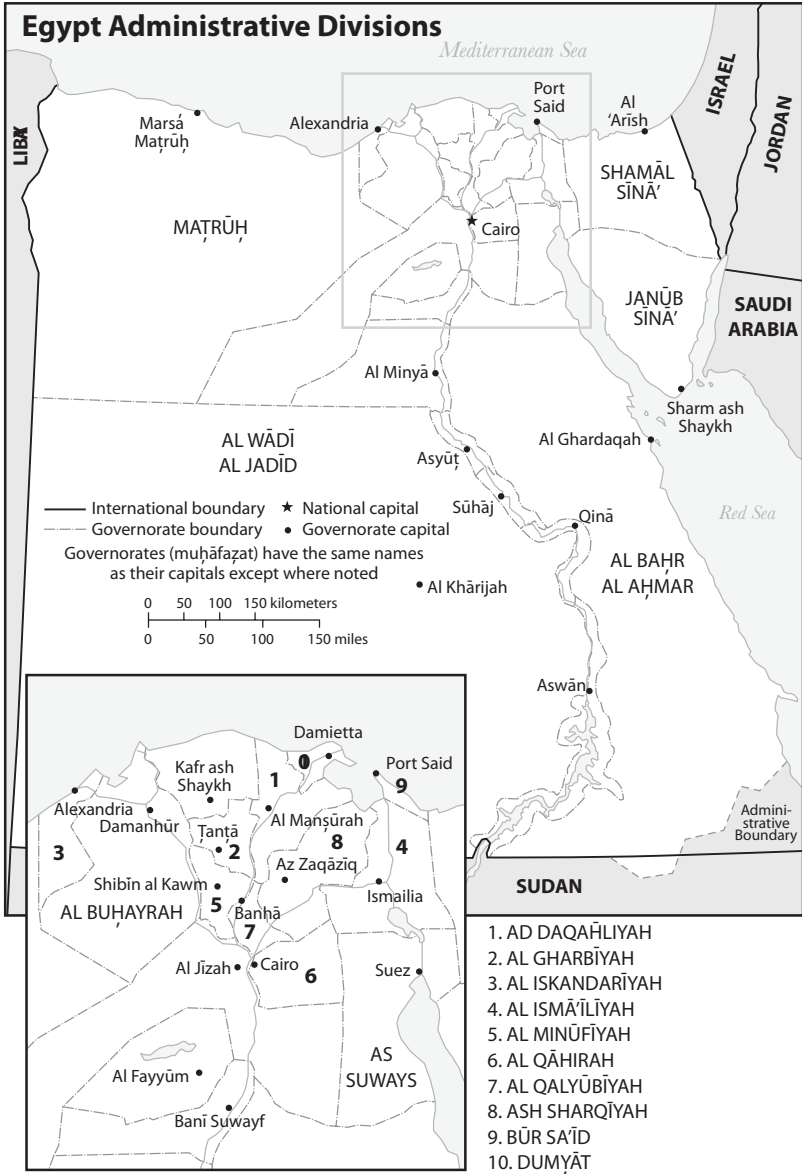 Egypt Administrative Divisions
Mediterranean Sea
LIBYA
ISRAEL
JORDAN
SAUDI
ARABIA
Marsá
Maṭrūḥ
Alexandria
Port
Said
Al
‘Arīsh
SHAMĀL
SĪNĀ’
MAṬRŪḤ
Cairo
JANŪB
SĪNĀ’
Al Minyā
Sharm ash
Shaykh
AL WĀDĪ
AL JADĪD
Asyūṭ
Al Ghardaqah
Sūhāj
Qinā
Red Sea
International boundary
National capital
Governorate boundary
Governorate capital
Governorates (muḥāfaẓat) have the same names
as their capitals except where noted
AL BAḤR
AL AḤMAR
Al Khārijah
0 50 100 150 kilometers
0 50 100 150 miles
Aswān
Admini-
strative
Boundary
SUDAN
Damietta
0
Port Said
9
Kafr ash
Shaykh
1
Alexandria
Damanhūr
Al Manṣūrah
Ṭanṭā
2
8
4
3
Az Zaqāzīq
Shibīn al Kawm
5
Ismailia
AL BUḤAYRAH
Banhā
7
Al Jīzah
Cairo
6
Suez
AS
SUWAYS
Al Fayyūm
Banī Suwayf
1. AD DAQAḤLIYAH
2. AL GHARBĪYAH
3. AL ISKANDARĪYAH
4. AL ISMĀ’ĪLĪYAH
5. AL MINŪFĪYAH
6. AL QĀHIRAH
7. AL QALYŪBĪYAH
8. ASH SHARQĪYAH
9. BŪR SA’ĪD
10. DUMYĀṬ